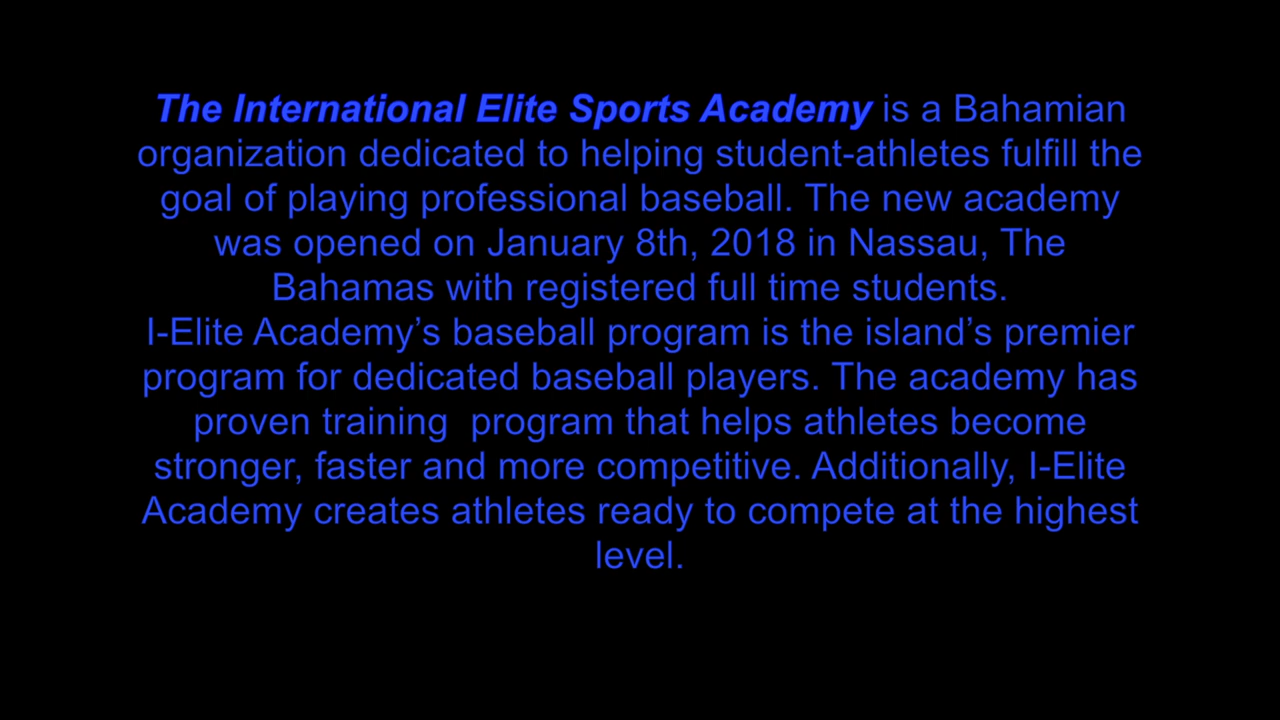 The International Elite Sports Academy is a Bahamian
organization dedicated to helping student-athletes fulfill the
goal of playing professional baseball. The new academy
was opened on January 8th, 2018 in Nassau, The
Bahamas with registered full time students.
I-Elite Academy’s baseball program is the island’s premier
program for dedicated baseball players. The academy has
proven training  program that helps athletes become
stronger, faster and more competitive. Additionally, I-Elite
Academy creates athletes ready to compete at the highest
level.